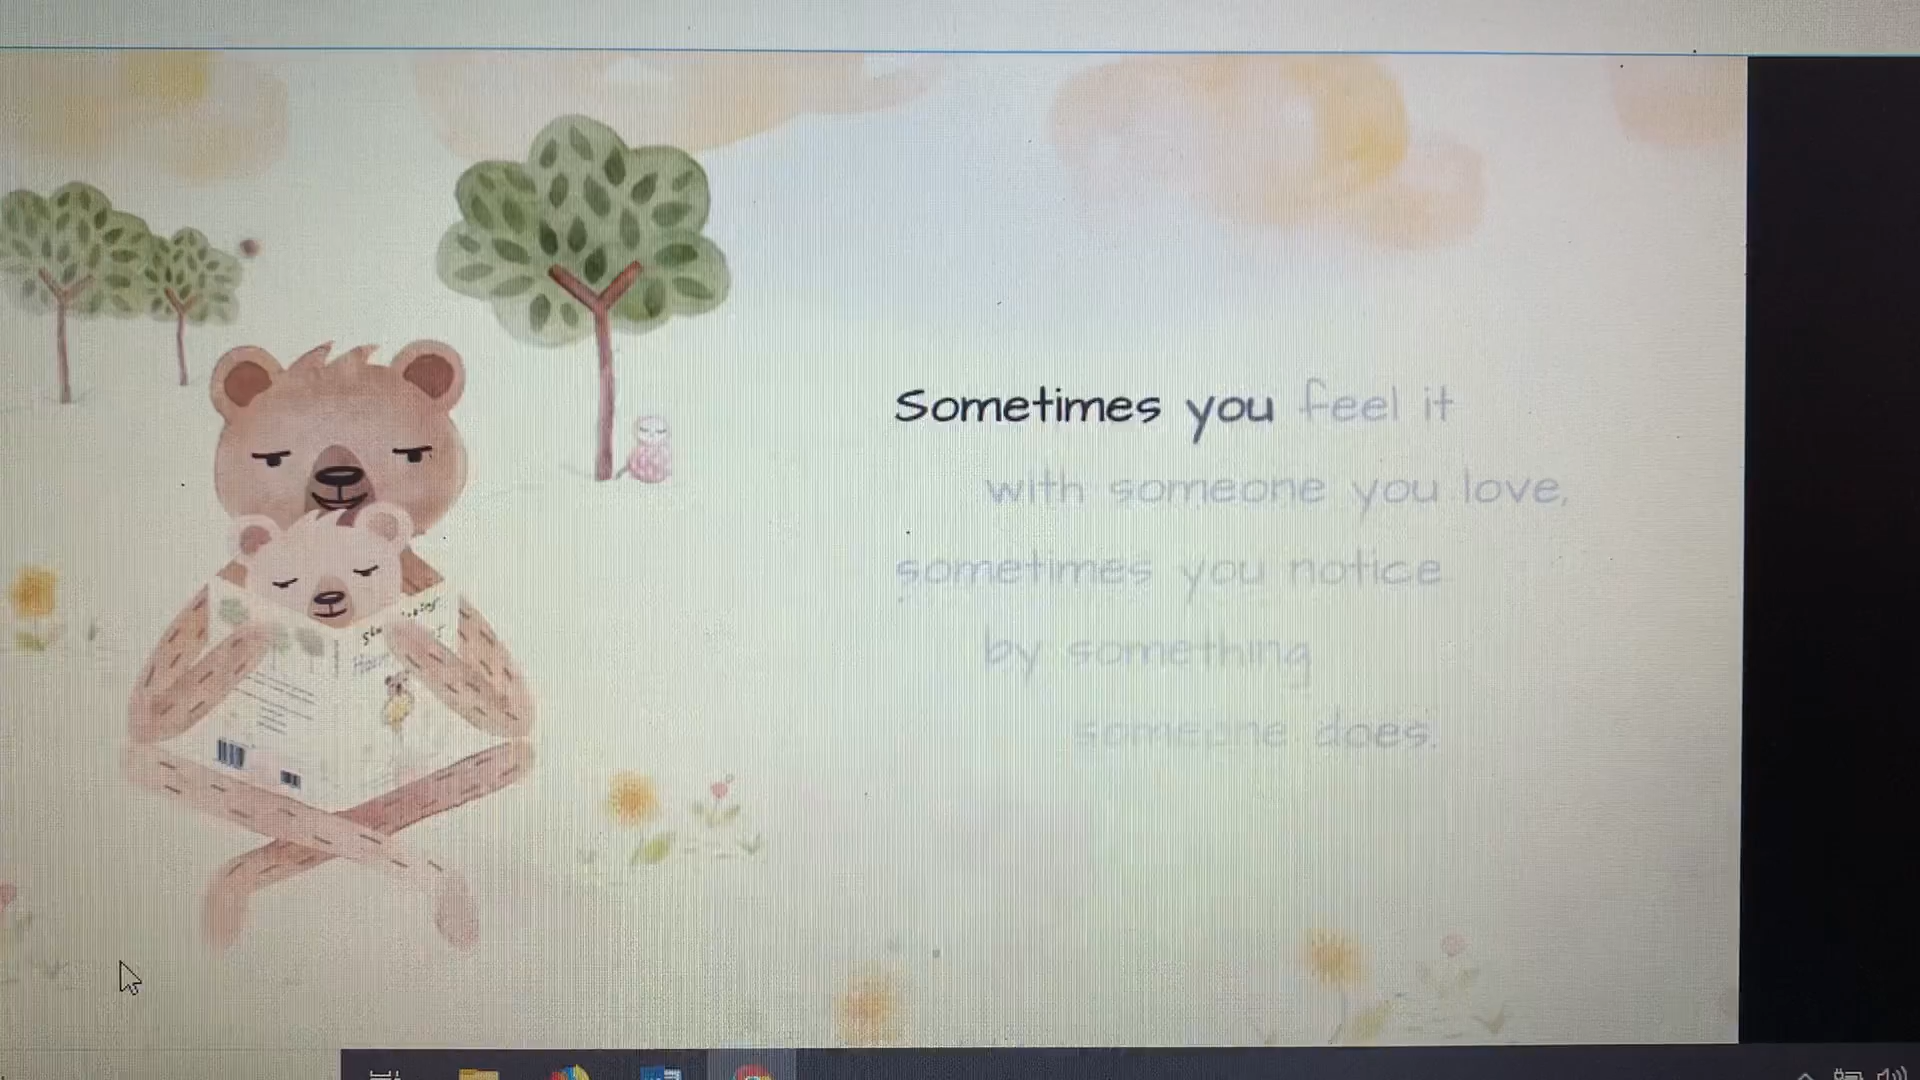 Sometimes you feel it
with someone you love,
sometimes you notice
by something
someone does.